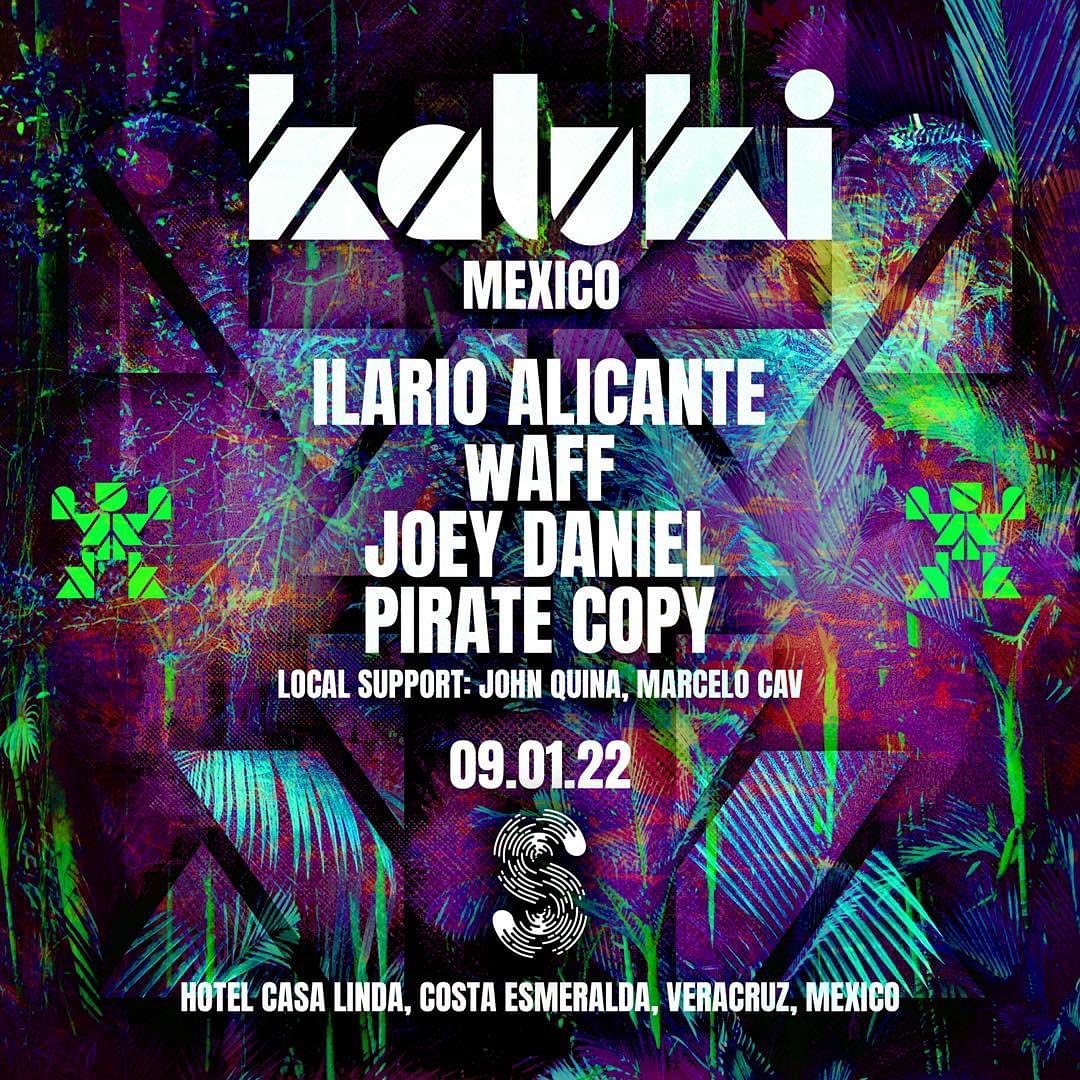 kaluki
MEXICO
ILARIO ALICANTE
wAFF
JOEY DANIEL
PIRATE COPY
LOCAL SUPPORT: JOHN QUINA, MARCELO CAV
09.01.22
S
HOTEL CASA LINDA, COSTA ESMERALDA, VERACRUZ, MEXICO